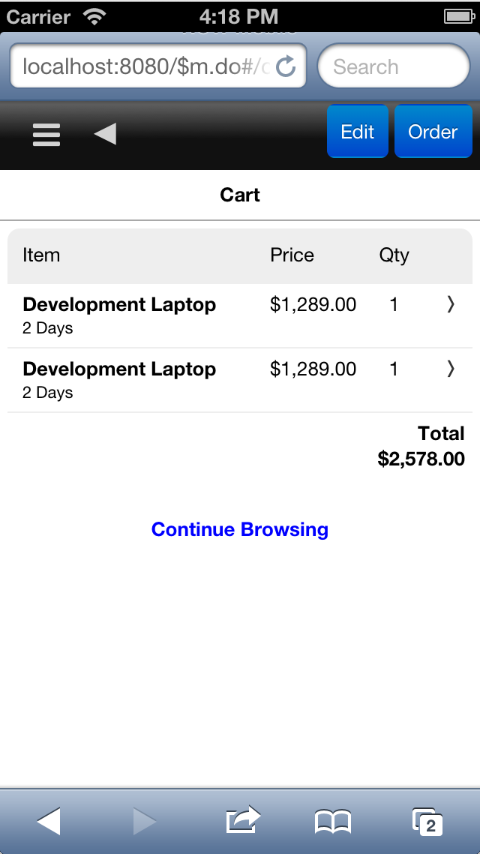 Carrier 4:18 PM
localhost:8080/$m.do#/ Search
Edit Order
Cart
Item Price Qty
Development Laptop $1,289.00 1
2 Days
Development Laptop $1,289.00 1
2 Days
Total
$2,578.00
Continue Browsing
2